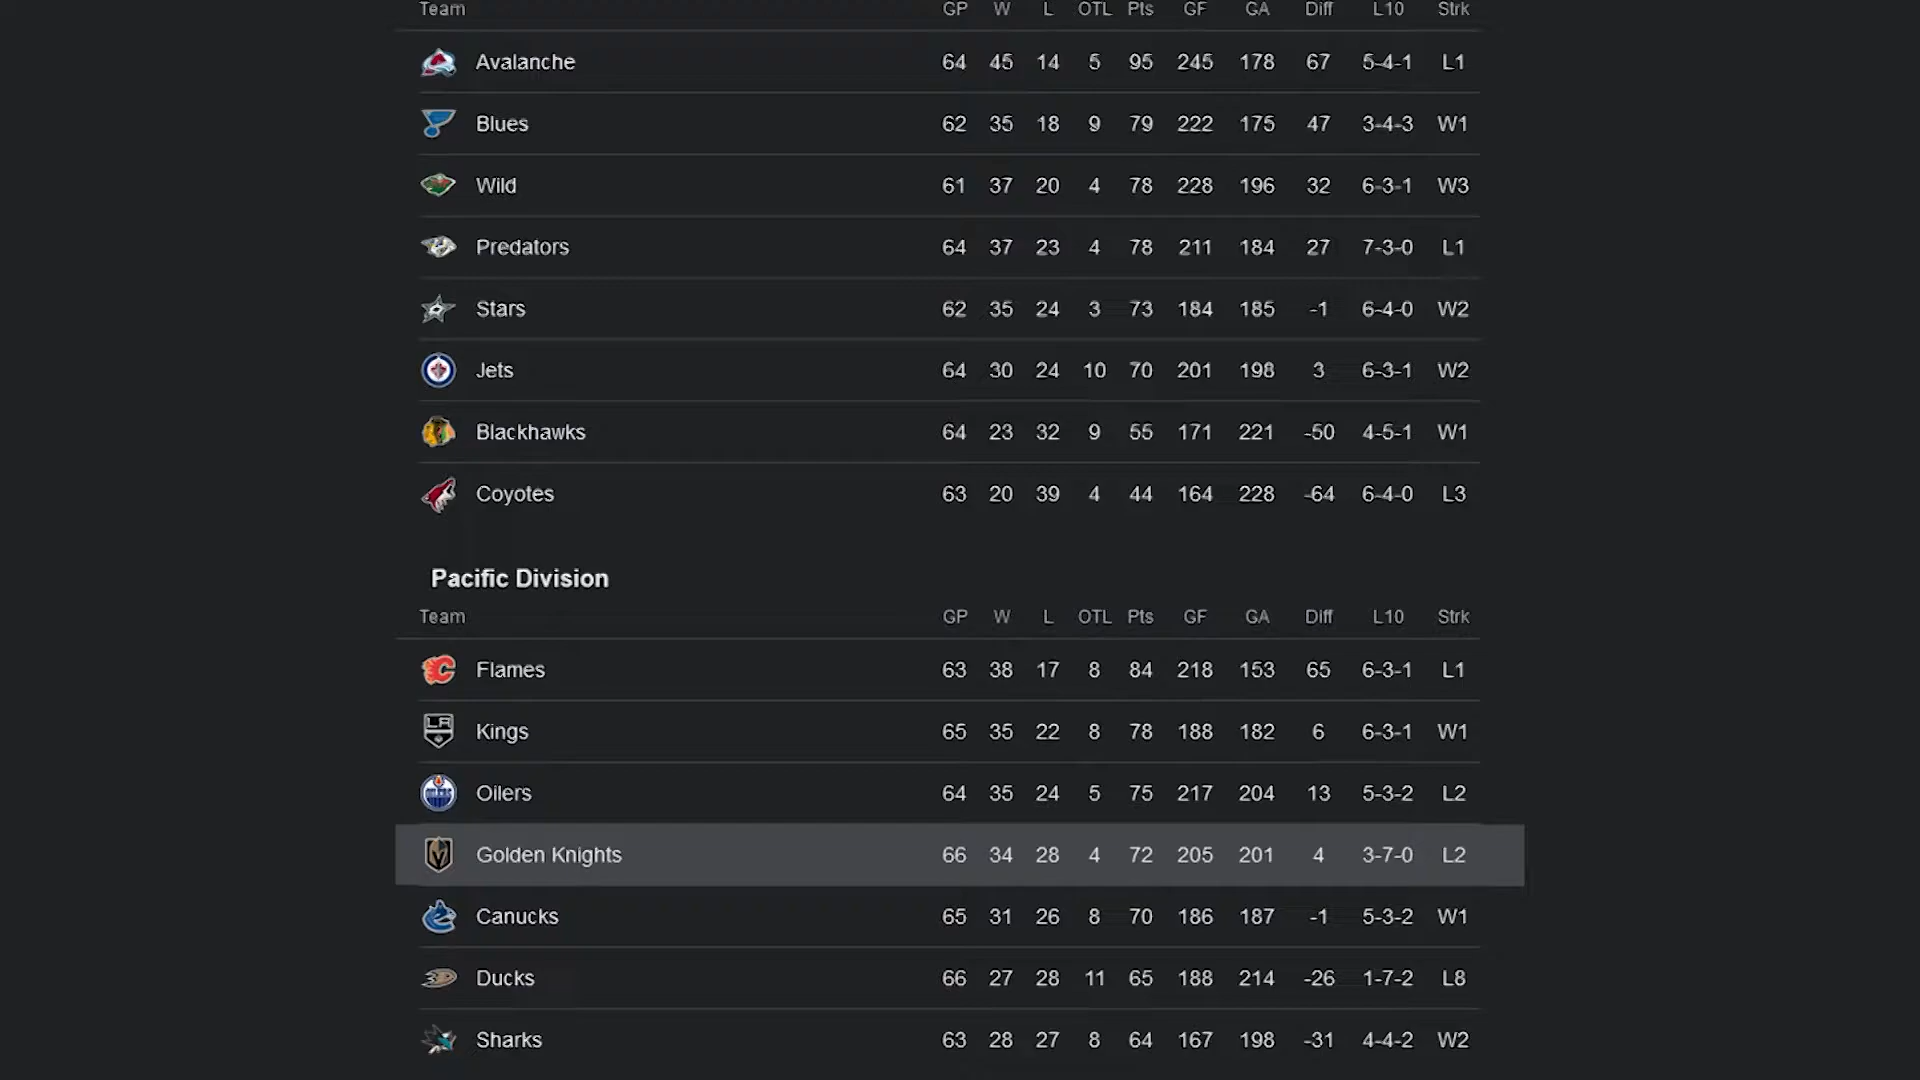 Team GP W L OTL Pts GF GA Diff L10 Strk
Avalanche 64 45 14 5 95 245 178 67 5-4-1 L1
Blues 62 35 18 9 79 222 175 47 3-4-3 W1
Wild 61 37 20 4 78 228 196 32 6-3-1 W3
Predators 64 37 23 4 78 211 184 27 7-3-0 L1
Stars 62 35 24 3 73 184 185 -1 6-4-0 W2
Jets 64 30 24 10 70 201 198 3 6-3-1 W2
Blackhawks 64 23 32 9 55 171 221 -50 4-5-1 W1
Coyotes 63 20 39 4 44 164 228 -64 6-4-0 L3
Pacific Division
Team GP W L OTL Pts GF GA Diff L10 Strk
Flames 63 38 17 8 84 218 153 65 6-3-1 L1
LA Kings 65 35 22 8 78 188 182 6 6-3-1 W1
OILERS Oilers 64 35 24 5 75 217 204 13 5-3-2 L2
Golden Knights 66 34 28 4 72 205 201 4 3-7-0 L2
Canucks 65 31 26 8 70 186 187 -1 5-3-2 W1
Ducks 66 27 28 11 65 188 214 -26 1-7-2 L8
Sharks 63 28 27 8 64 167 198 -31 4-4-2 W2